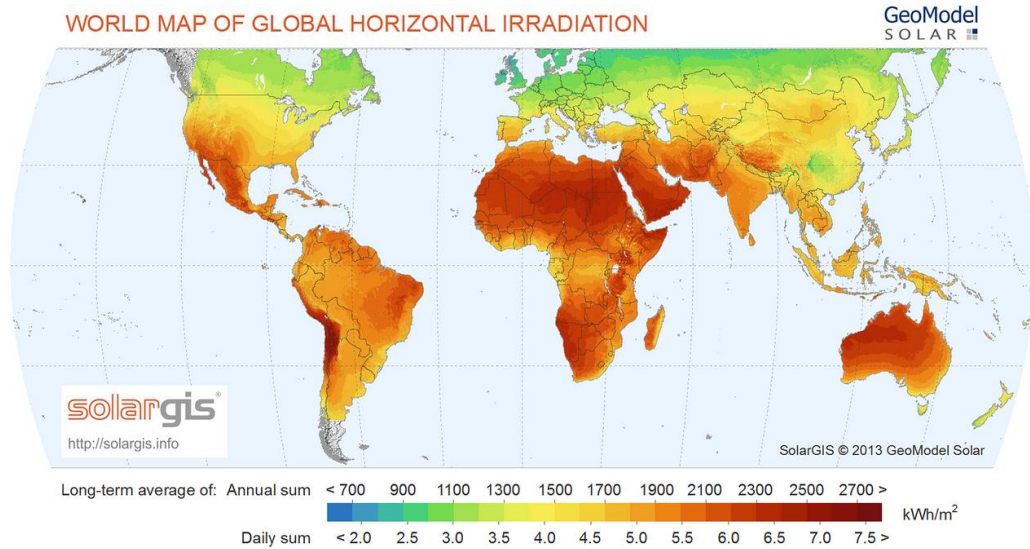 WORLD MAP OF GLOBAL HORIZONTAL IRRADIATION
GeoModel
SOLAR
solargis®
http://solargis.info
SolarGIS © 2013 GeoModel Solar
Long-term average of: Annual sum < 700 900 1100 1300 1500 1700 1900 2100 2300 2500 2700 >
kWh/m²
Daily sum < 2.0 2.5 3.0 3.5 4.0 4.5 5.0 5.5 6.0 6.5 7.0 7.5 >